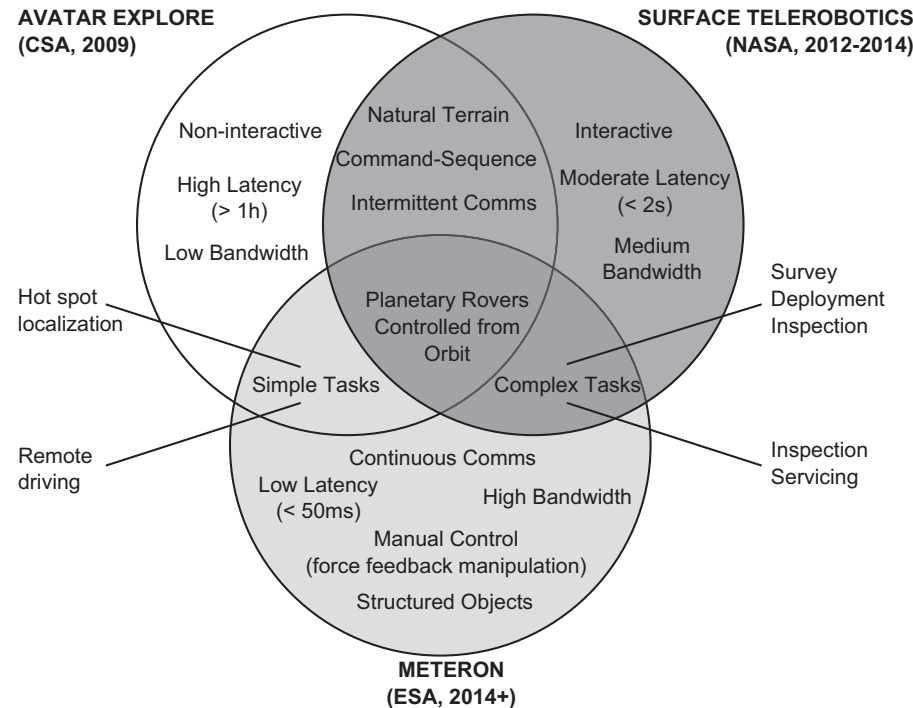 AVATAR EXPLORE
(CSA, 2009)
SURFACE TELEROBOTICS
(NASA, 2012-2014)
Non-interactive
High Latency
(> 1h)
Low Bandwidth
Natural Terrain
Command-Sequence
Intermittent Comms
Interactive
Moderate Latency
(< 2s)
Medium
Bandwidth
Hot spot
localization
Planetary Rovers
Controlled from
Orbit
Survey
Deployment
Inspection
Simple Tasks
Complex Tasks
Remote
driving
Inspection
Servicing
Continuous Comms
Low Latency
(< 50ms)
High Bandwidth
Manual Control
(force feedback manipulation)
Structured Objects
METERON
(ESA, 2014+)